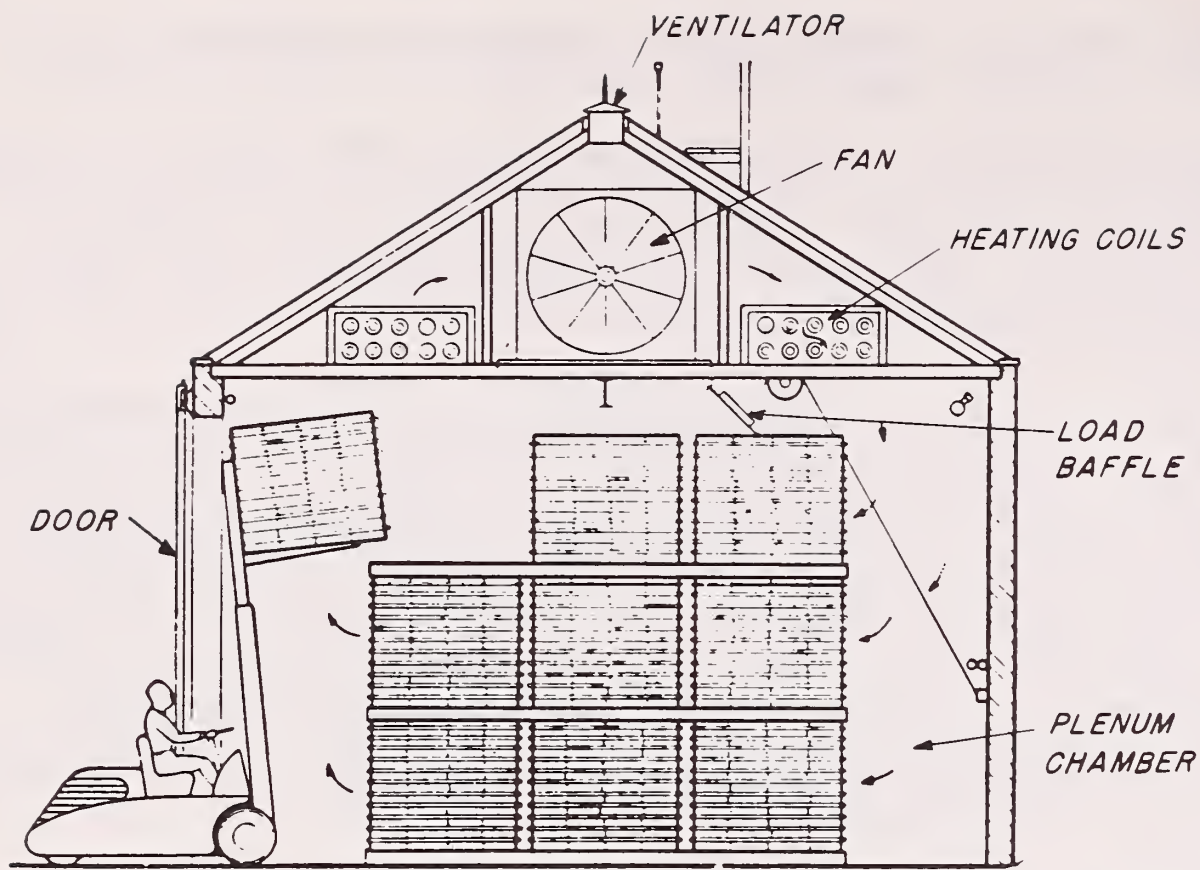 VENTILATOR
FAN
HEATING COILS
LOAD
BAFFLE
DOOR
PLENUM
CHAMBER